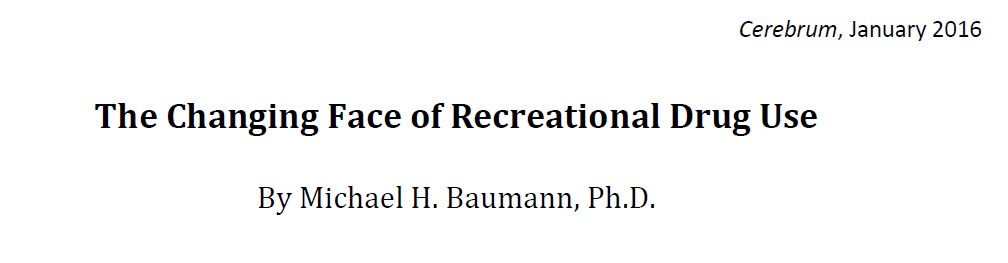 Cerebrum, January 2016
The Changing Face of Recreational Drug Use
By Michael H. Baumann, Ph.D.